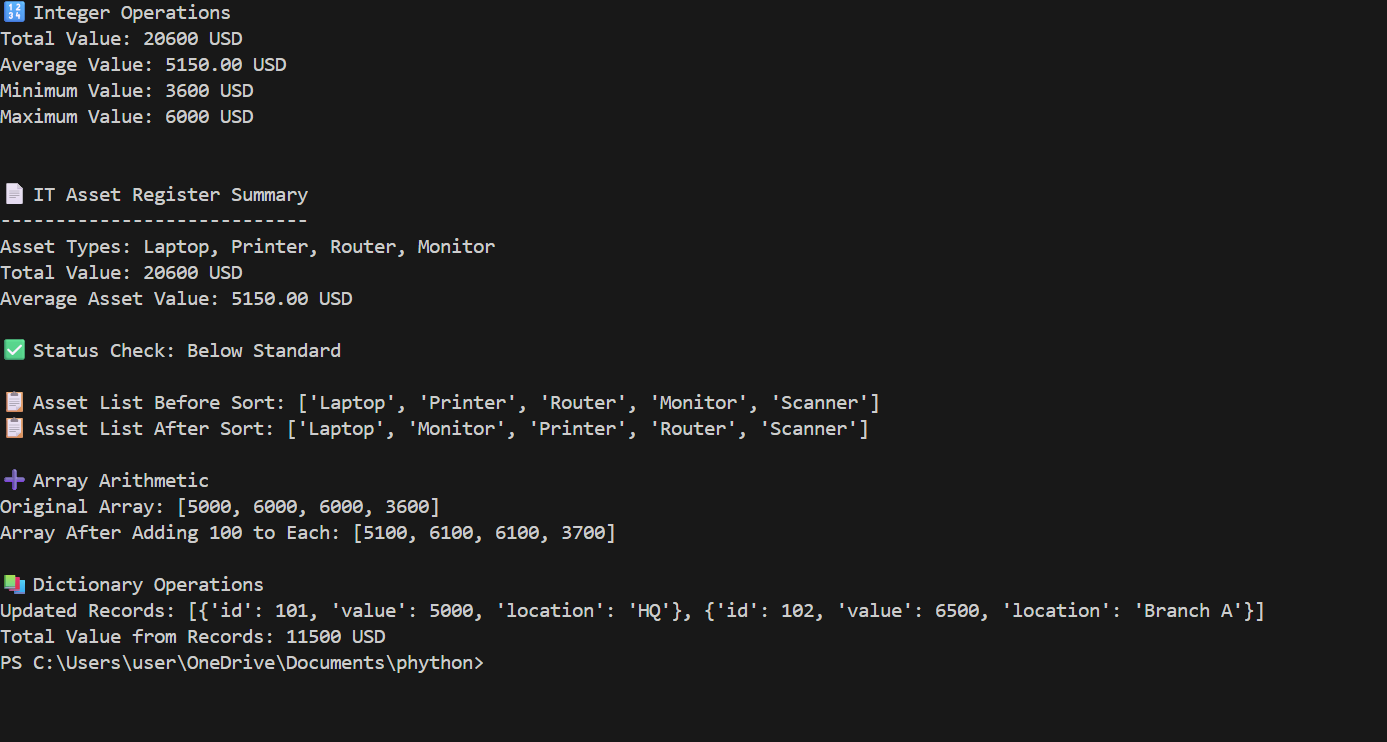 🔢 Integer Operations
Total Value: 20600 USD
Average Value: 5150.00 USD
Minimum Value: 3600 USD
Maximum Value: 6000 USD
📄 IT Asset Register Summary
----------------------------
Asset Types: Laptop, Printer, Router, Monitor
Total Value: 20600 USD
Average Asset Value: 5150.00 USD
✅ Status Check: Below Standard
📋 Asset List Before Sort: ['Laptop', 'Printer', 'Router', 'Monitor', 'Scanner']
📋 Asset List After Sort: ['Laptop', 'Monitor', 'Printer', 'Router', 'Scanner']
➕ Array Arithmetic
Original Array: [5000, 6000, 6000, 3600]
Array After Adding 100 to Each: [5100, 6100, 6100, 3700]
📚 Dictionary Operations
Updated Records: [{'id': 101, 'value': 5000, 'location': 'HQ'}, {'id': 102, 'value': 6500, 'location': 'Branch A'}]
Total Value from Records: 11500 USD
PS C:\Users\user\OneDrive\Documents\phython>